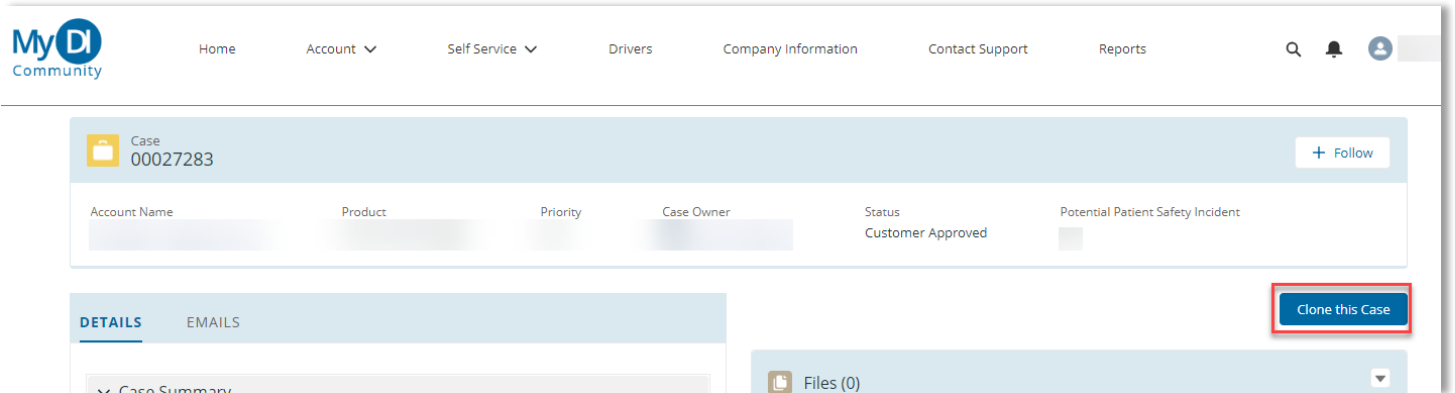 My DI
Community
Home Account Self Service Drivers Company Information Contact Support Reports
Case
00027283
+ Follow
Account Name Product Priority Case Owner Status Potential Patient Safety Incident
Customer Approved
Clone this Case
DETAILS EMAILS
Case Summary
Files (0)